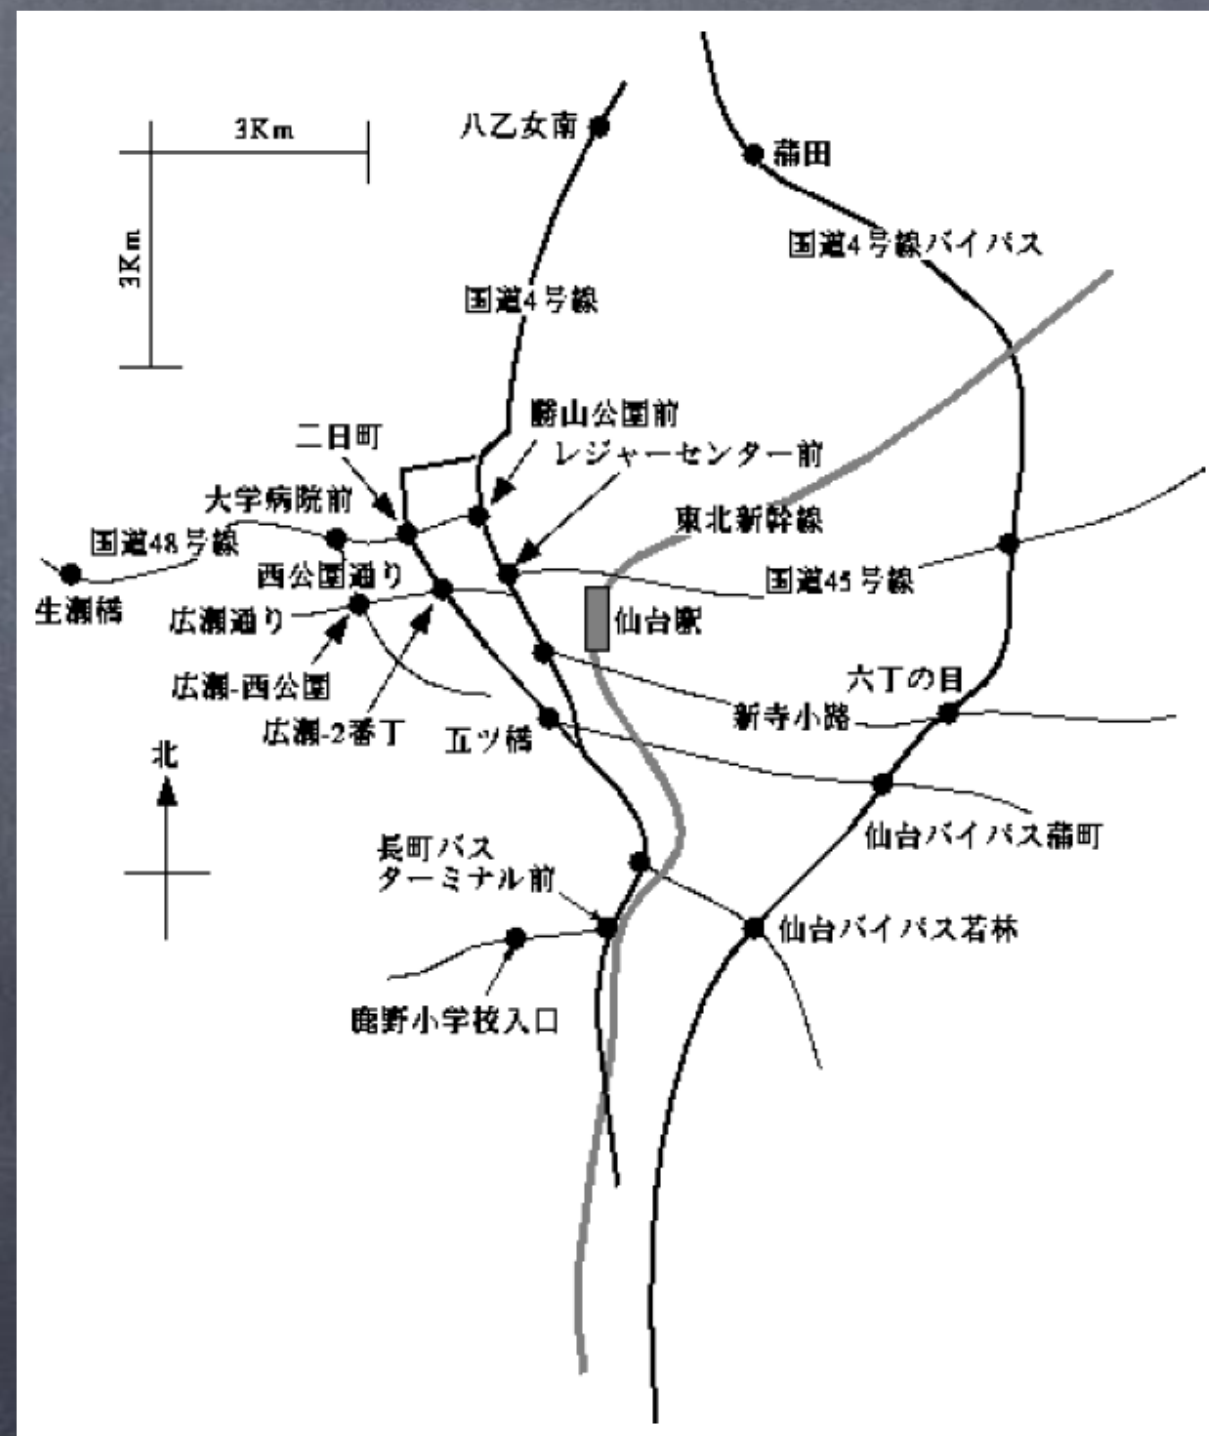 3Km
八乙女南
蒲田
3Km
国道4号線バイパス
国道4号線
勝山公園前
二日町
レジャーセンター前
大学病院前
東北新幹線
国道48号線
西公園通り
国道45号線
生瀬橋
広瀬通り
仙台駅
広瀬-西公園
六丁の目
広瀬-2番丁
五ツ橋
新寺小路
北
長町バス
ターミナル前
仙台バイパス蒲町
仙台バイパス若林
鹿野小学校入口